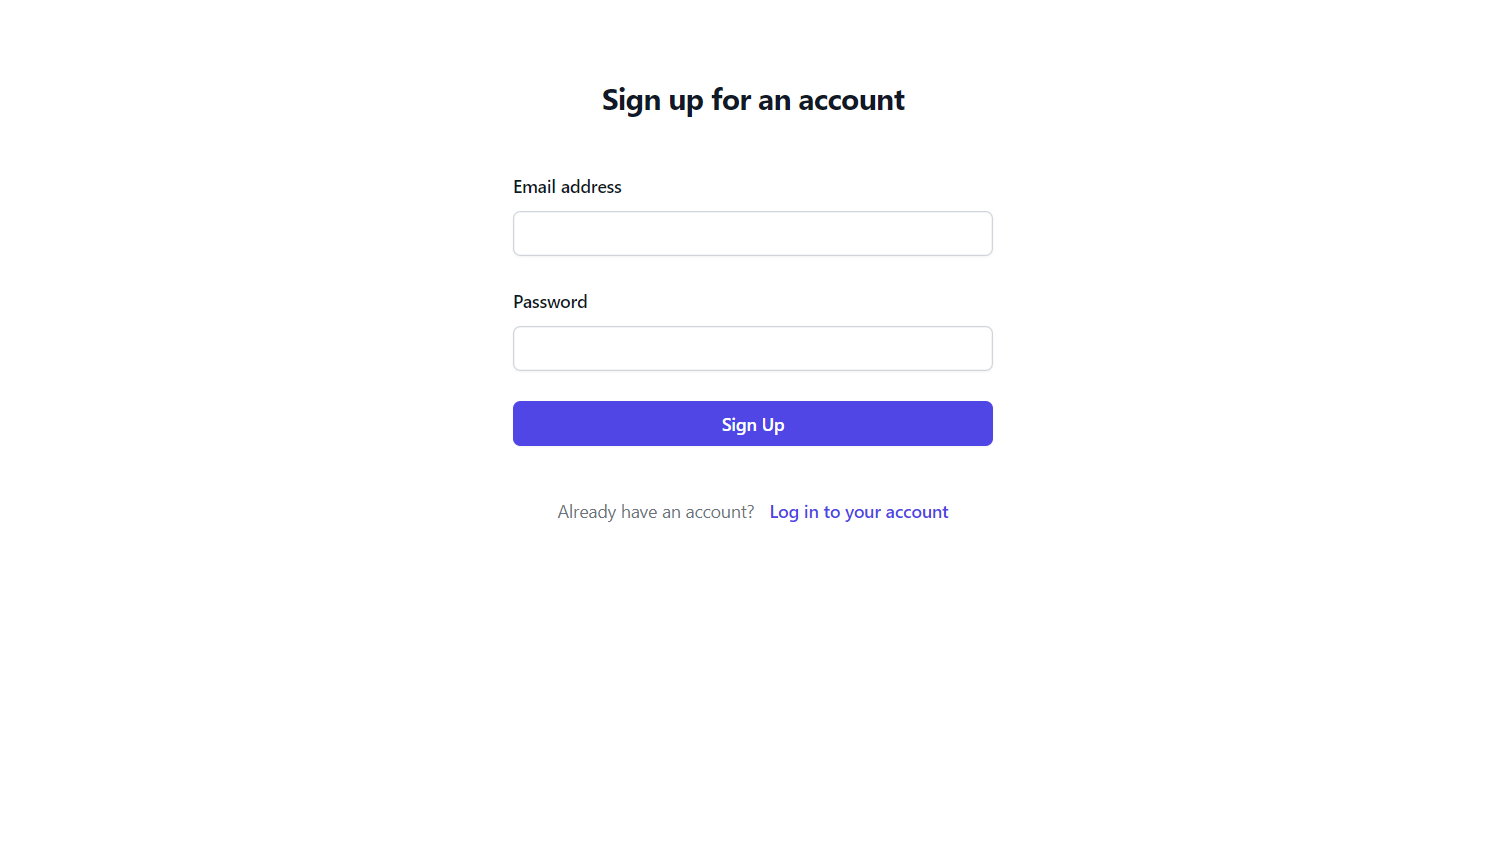 Sign up for an account
Email address
Password
Sign Up
Already have an account? Log in to your account